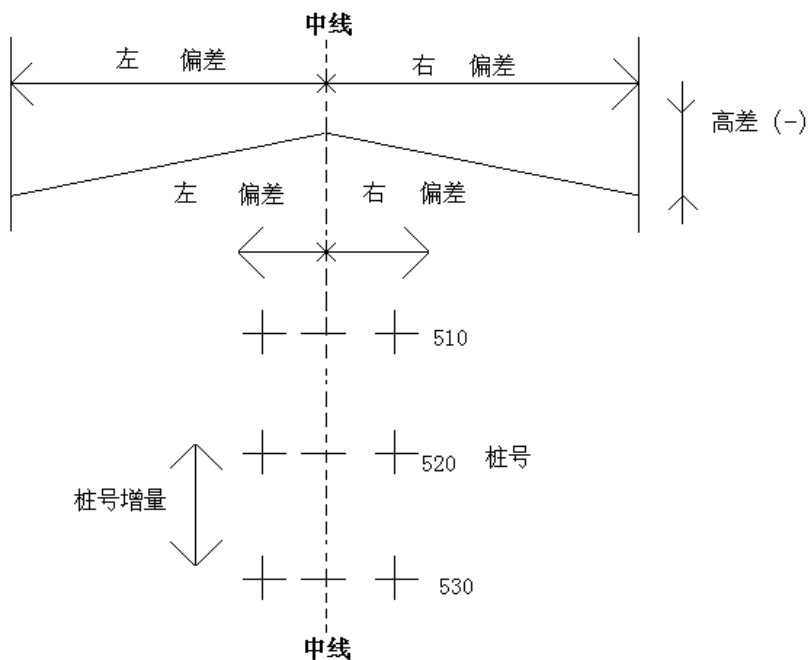 中线
左 偏差
右 偏差
高差 (-)
左 偏差
右 偏差
510
520 桩号
桩号增量
530
中线